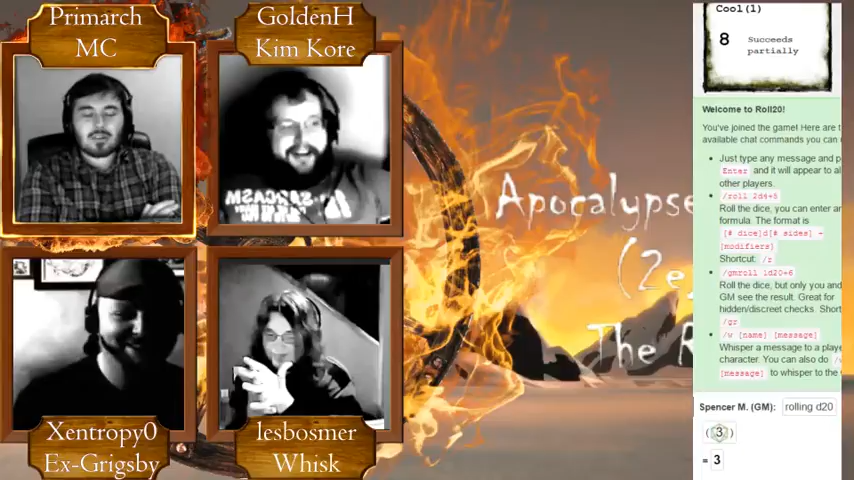 Primarch
MC
GoldenH
Kim Kore
Xentropy0
Ex-Grigsby
lesbosmer
Whisk
SARCASM
Apocalypse
(2e
The R
Cool(1)
8 Succeeds
partially
Welcome to Roll20!
You've joined the game! Here are t
available chat commands you can
Just type any message and p
Enter and it will appear to al
other players.
/roll 2d4+5
Roll the dice, you can enter an
formula. The format is
[# dice]d[# sides] +
[modifiers]
Shortcut: /r
/gmroll 1d20+6
Roll the dice, but only you and
GM see the result. Great for
hidden/discreet checks. Short
/gr
/w [name] [message]
Whisper a message to a playe
character. You can also do /w
[message] to whisper to the
Spencer M. (GM): rolling d20
(3)
= 3